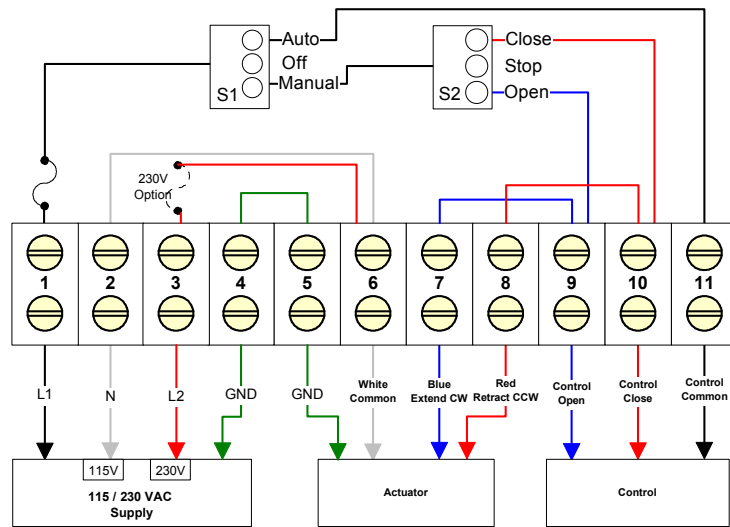 Auto
Off
Manual
S1
Close
Stop
Open
S2
230V
Option
1 2 3 4 5 6 7 8 9 10 11
L1
N
L2
GND
GND
White
Common
Blue
Extend CW
Red
Retract CCW
Control
Open
Control
Close
Control
Common
115V
230V
115 / 230 VAC
Supply
Actuator
Control